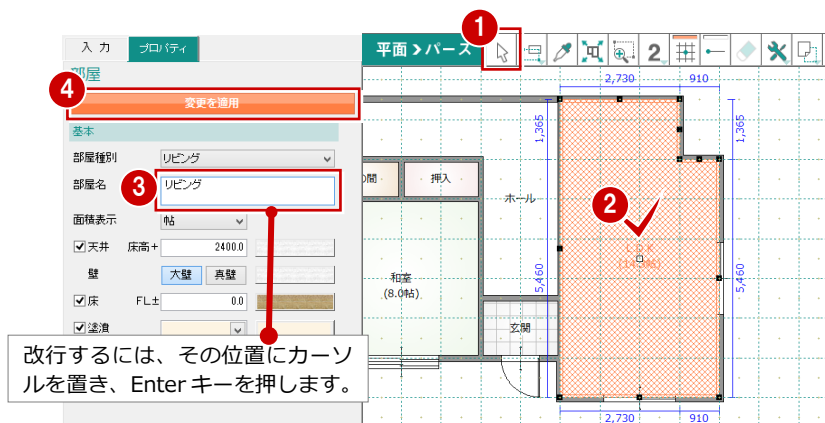 1
入 力 プロパティ
平面 > パース
2
部屋
2,730 910
4
変更を適用
基本
1,365
1,365
部屋種別 リビング
間 押入
部屋名 3 リビング
ホール
2
面積表示 帖
天井 床高+ 2400.0
ＬＤＫ
壁 大壁 真壁
和室
(8.0帖)
5,460
5,460
床 FL± 0.0
塗潰
玄関
改行するには、その位置にカーソ
ルを置き、Enter キーを押します。
2,730 910